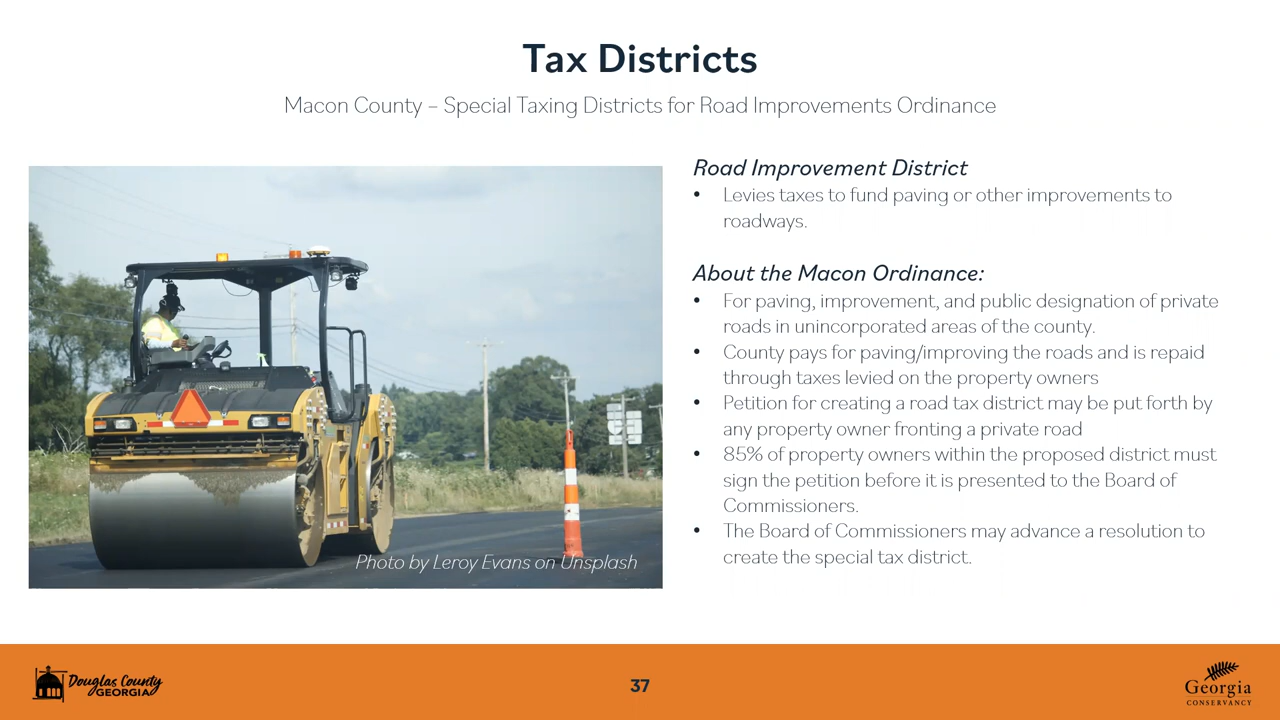 Tax Districts
Macon County – Special Taxing Districts for Road Improvements Ordinance
Road Improvement District
• Levies taxes to fund paving or other improvements to
roadways.
About the Macon Ordinance:
• For paving, improvement, and public designation of private
roads in unincorporated areas of the county.
• County pays for paving/improving the roads and is repaid
through taxes levied on the property owners
• Petition for creating a road tax district may be put forth by
any property owner fronting a private road
• 85% of property owners within the proposed district must
sign the petition before it is presented to the Board of
Commissioners.
• The Board of Commissioners may advance a resolution to
create the special tax district.
Photo by Leroy Evans on Unsplash
Douglas County
GEORGIA
37
Georgia
CONSERVANCY